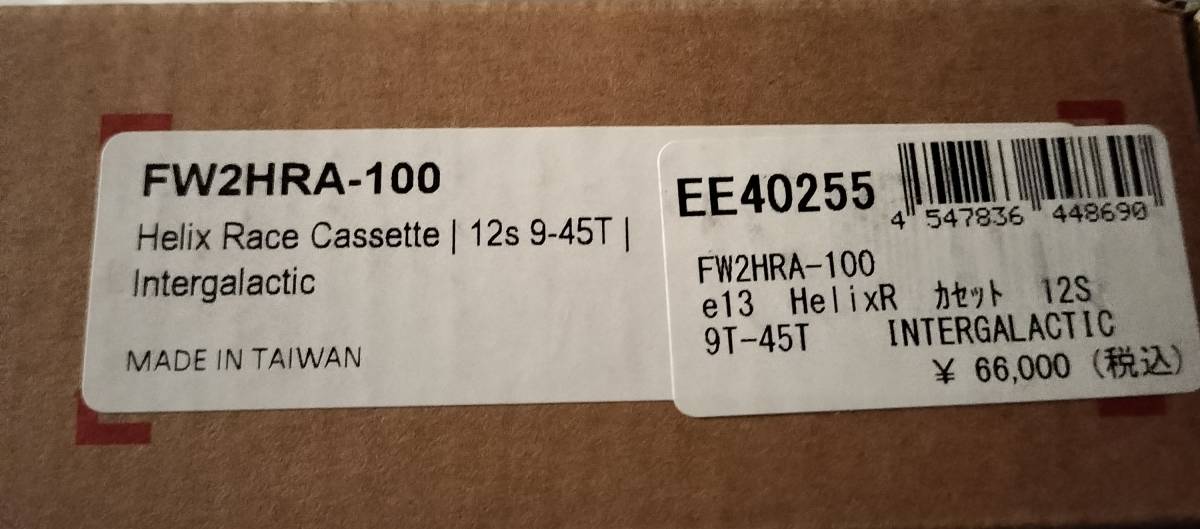 FW2HRA-100
Helix Race Cassette | 12s 9-45T |
Intergalactic
MADE IN TAIWAN
EE40255
4 547836 448690
FW2HRA-100
e13 HelixR ｶｾｯﾄ 12S
9T-45T INTERGALACTIC
¥ 66,000 (税込)